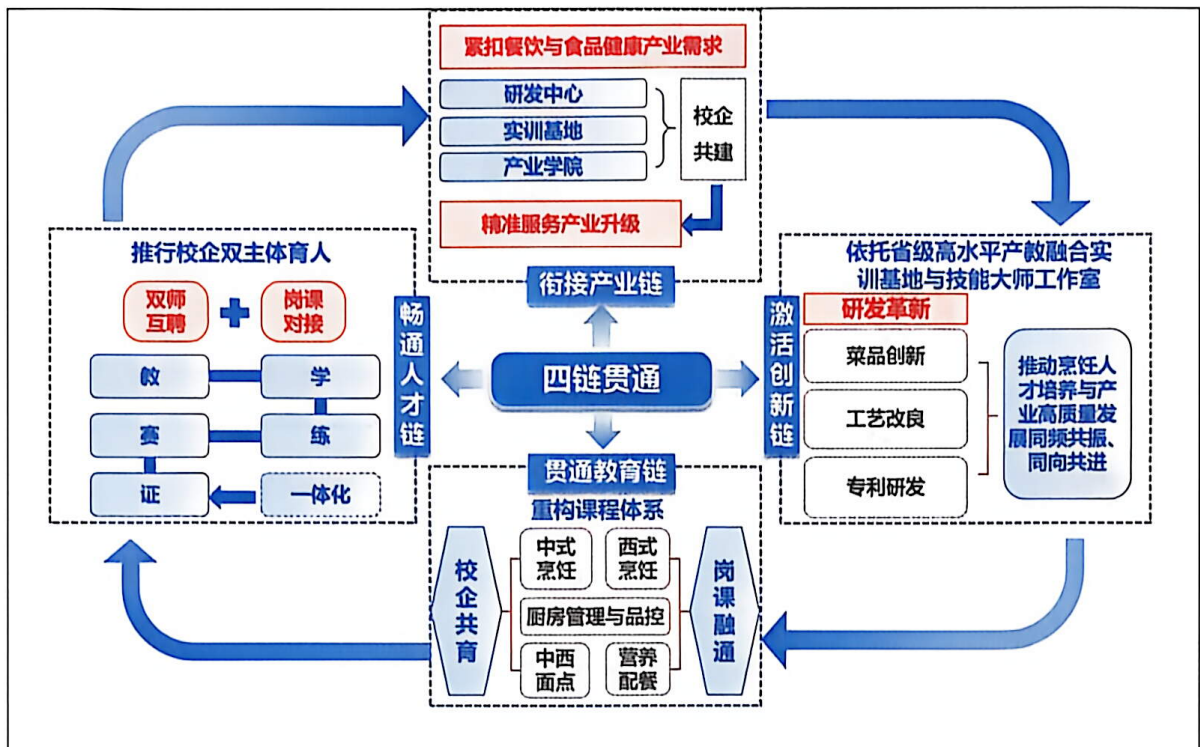 紧扣餐饮与食品健康产业需求
研发中心
实训基地
产业学院
校企
共建
精准服务产业升级
衔接产业链
推行校企双主体育人
双师
互聘
岗课
对接
教
学
赛
练
证
一体化
畅通人才链
四链贯通
激活创新链
依托省级高水平产教融合实
训基地与技能大师工作室
研发革新
菜品创新
工艺改良
专利研发
推动烹饪人
才培养与产
业高质量发
展同频共振、
同向共进
贯通教育链
重构课程体系
校企共育
中式
烹饪
西式
烹饪
厨房管理与品控
中西
面点
营养
配餐
岗课融通